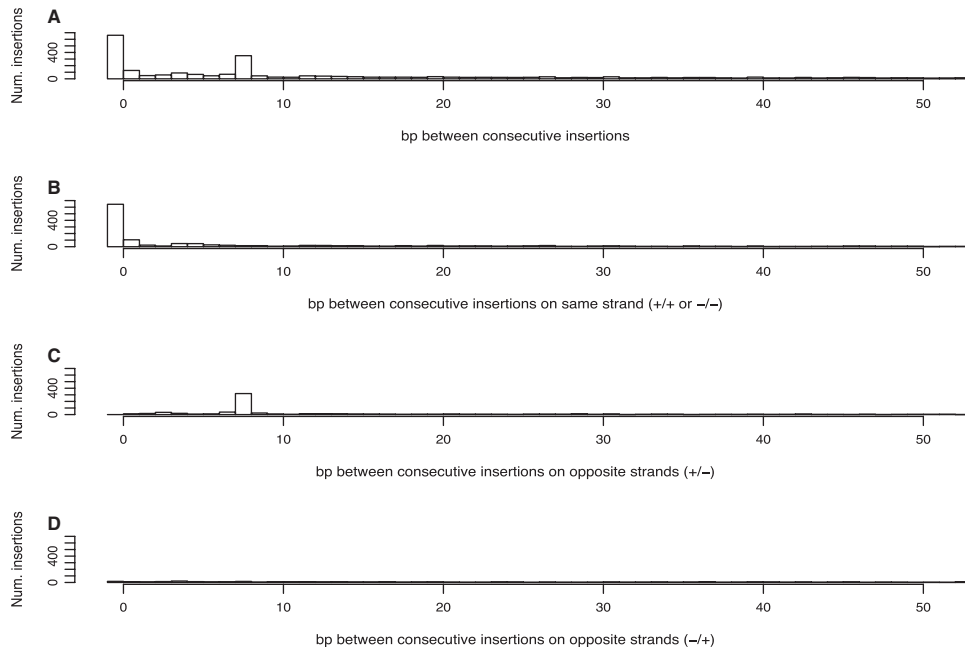 A
Num. insertions
0 400
0 10 20 30 40 50
bp between consecutive insertions
B
Num. insertions
0 400
0 10 20 30 40 50
bp between consecutive insertions on same strand (+/+ or −/−)
C
Num. insertions
0 400
0 10 20 30 40 50
bp between consecutive insertions on opposite strands (+/−)
D
Num. insertions
0 400
0 10 20 30 40 50
bp between consecutive insertions on opposite strands (−/+)